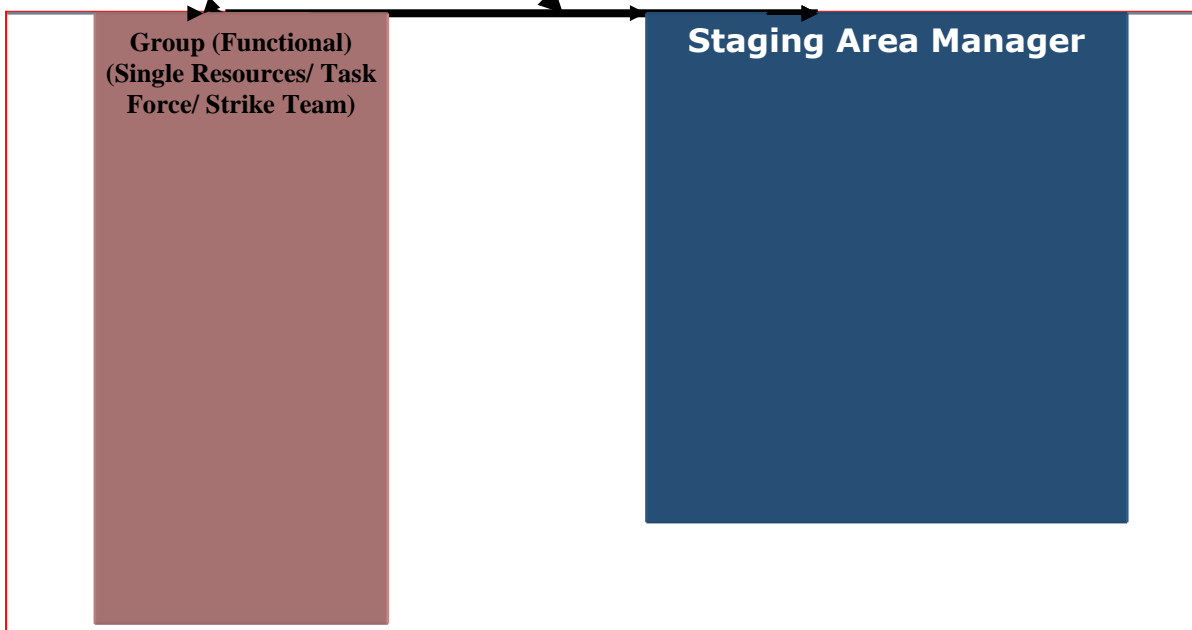 Group (Functional)
(Single Resources/ Task
Force/ Strike Team)
Staging Area Manager